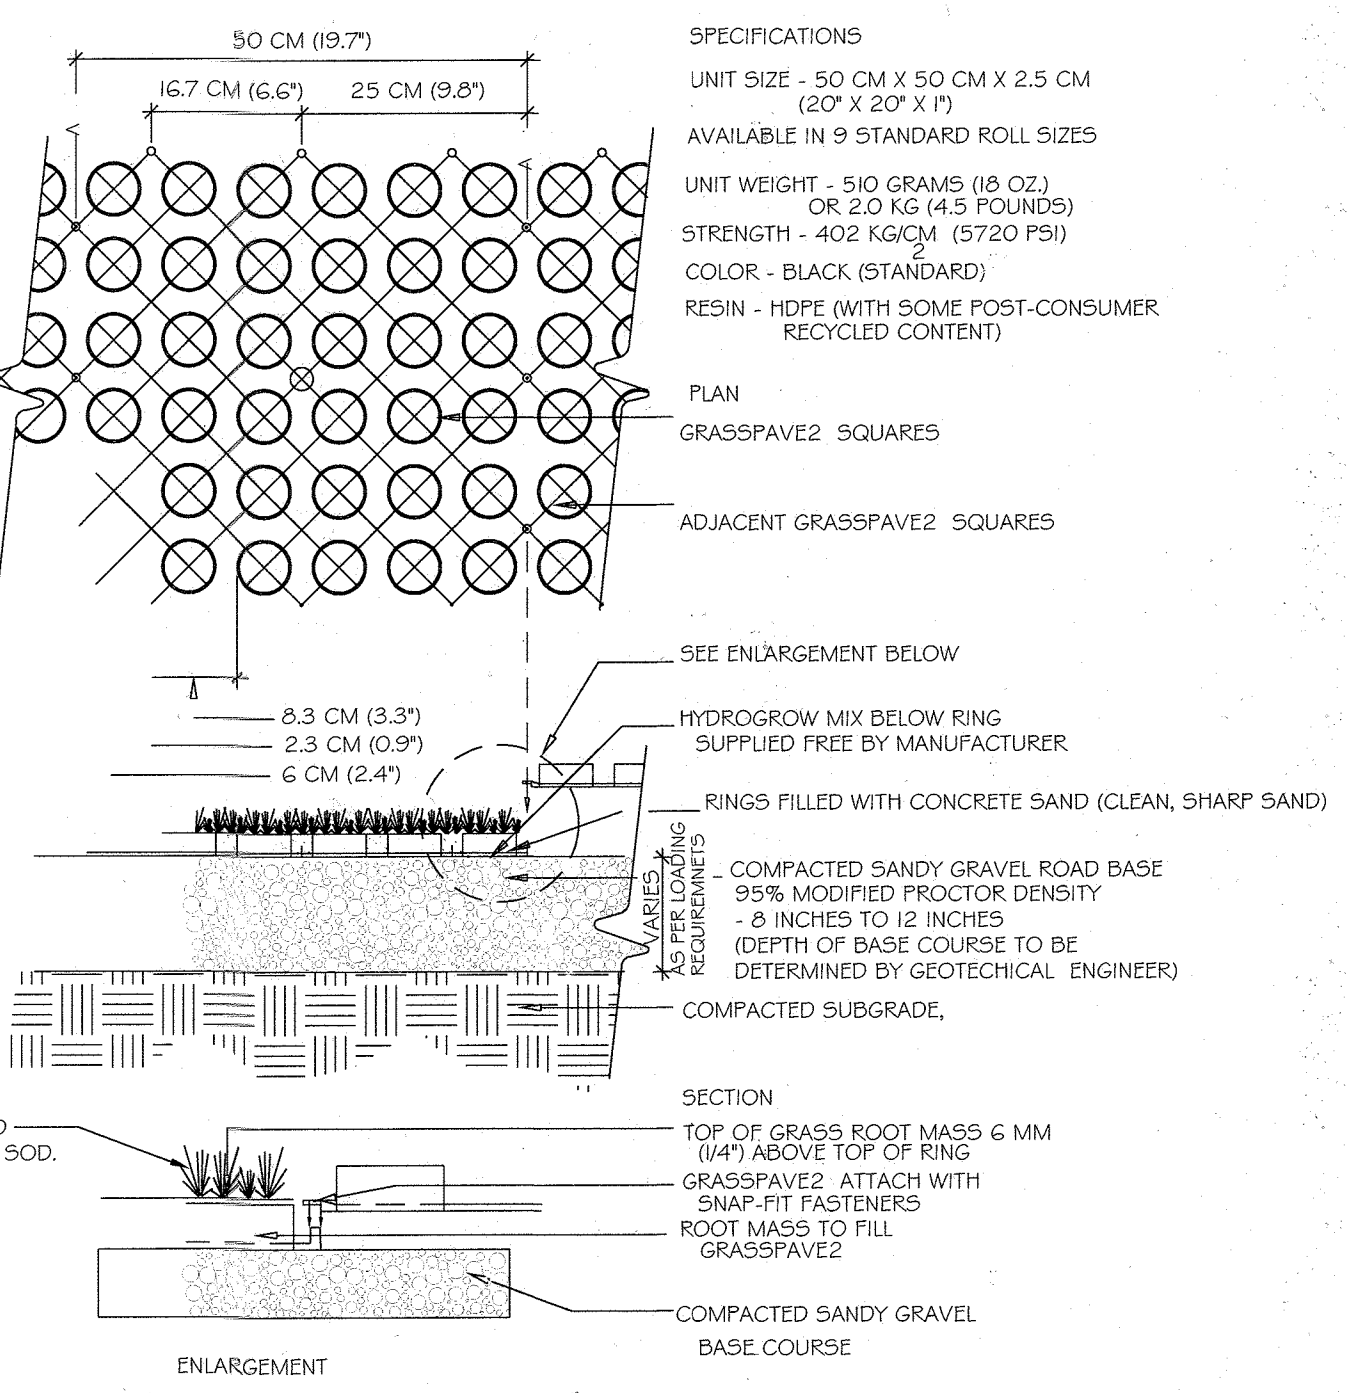 50 CM (19.7")
16.7 CM (6.6")
25 CM (9.8")
SPECIFICATIONS
UNIT SIZE - 50 CM X 50 CM X 2.5 CM
(20" X 20" X 1")
AVAILABLE IN 9 STANDARD ROLL SIZES
UNIT WEIGHT - 510 GRAMS (18 OZ.)
OR 2.0 KG (4.5 POUNDS)
STRENGTH - 402 KG/CM (5720 PSI)
2
COLOR - BLACK (STANDARD)
RESIN - HDPE (WITH SOME POST-CONSUMER
RECYCLED CONTENT)
PLAN
GRASSPAVE2 SQUARES
ADJACENT GRASSPAVE2 SQUARES
SEE ENLARGEMENT BELOW
8.3 CM (3.3")
2.3 CM (0.9")
6 CM (2.4")
HYDROGROW MIX BELOW RING
SUPPLIED FREE BY MANUFACTURER
RINGS FILLED WITH CONCRETE SAND (CLEAN, SHARP SAND)
VARIES
AS PER LOADING
REQUIREMNETS
COMPACTED SANDY GRAVEL ROAD BASE
95% MODIFIED PROCTOR DENSITY
- 8 INCHES TO 12 INCHES
(DEPTH OF BASE COURSE TO BE
DETERMINED BY GEOTECHICAL ENGINEER)
COMPACTED SUBGRADE,
SECTION
SOD.
TOP OF GRASS ROOT MASS 6 MM
(1/4") ABOVE TOP OF RING
GRASSPAVE2 ATTACH WITH
SNAP-FIT FASTENERS
ROOT MASS TO FILL
GRASSPAVE2
COMPACTED SANDY GRAVEL
BASE COURSE
ENLARGEMENT